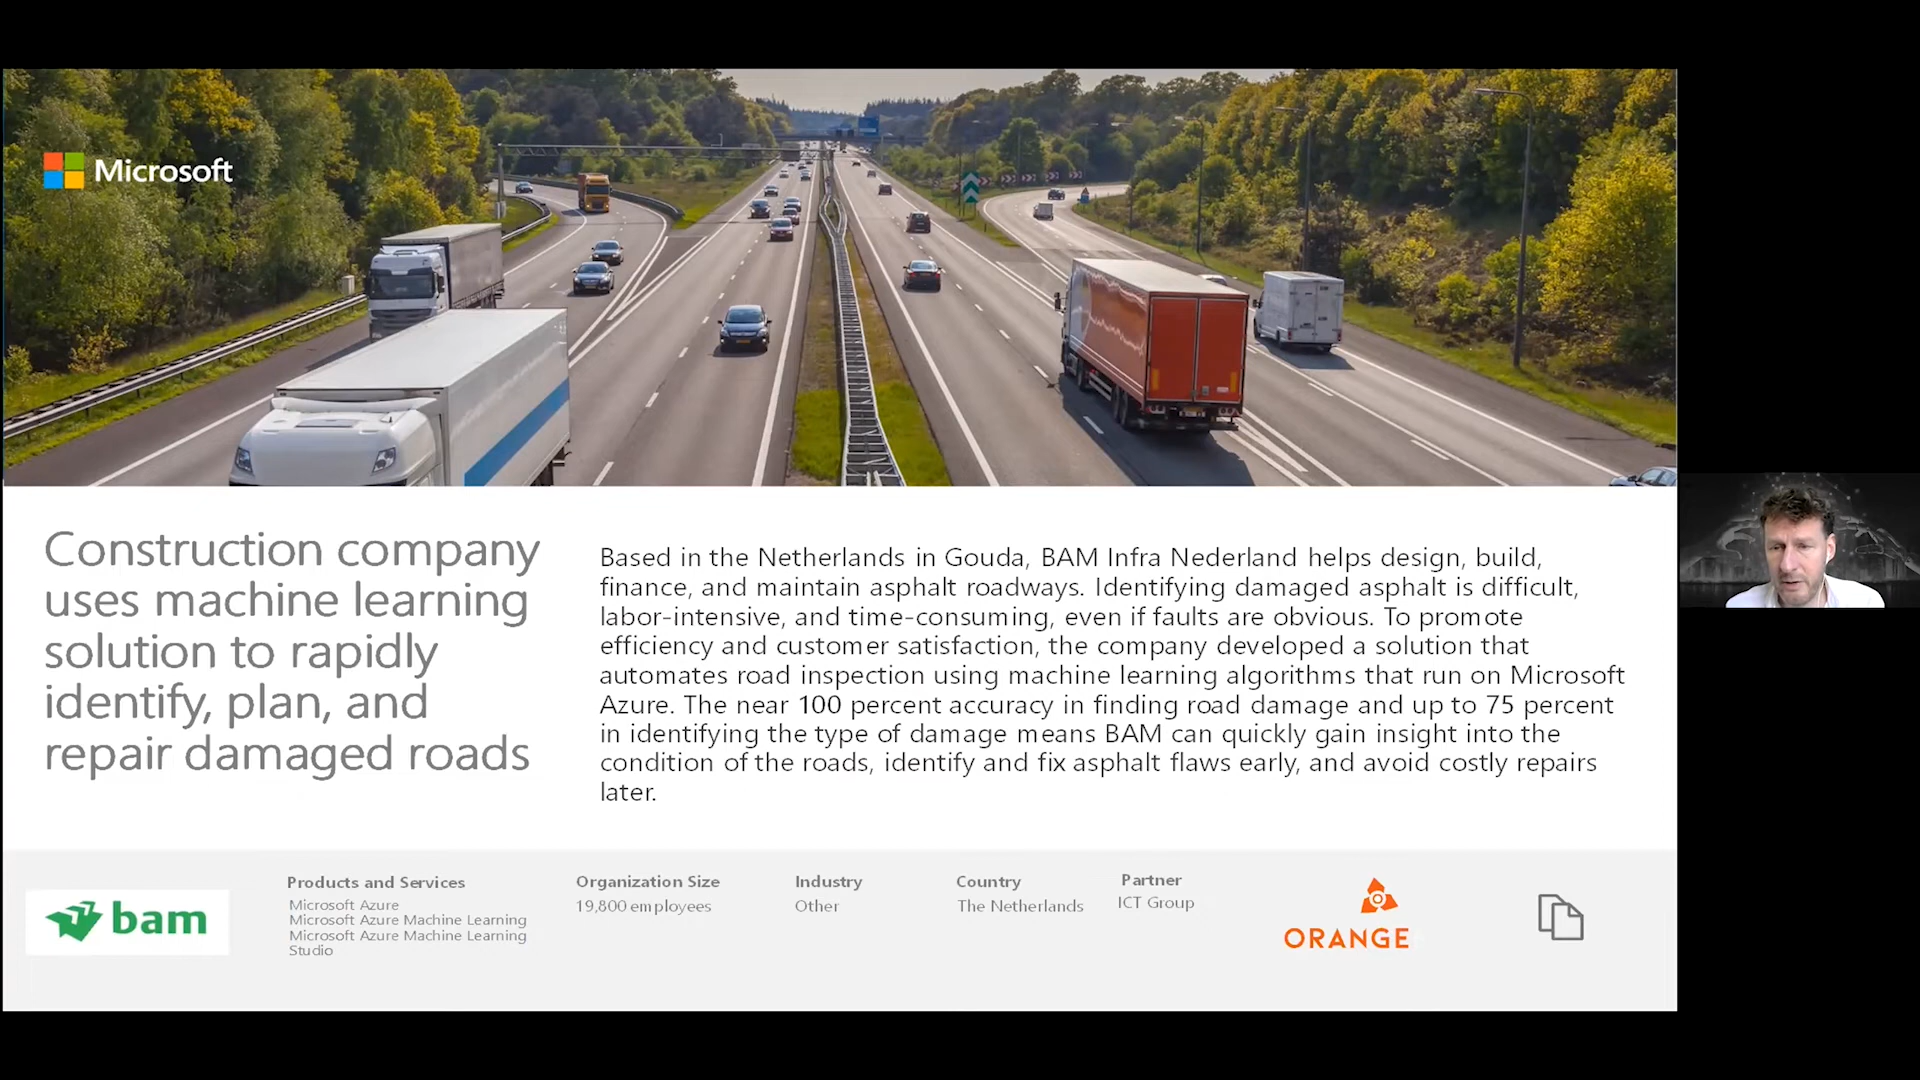 Microsoft
Construction company
uses machine learning
solution to rapidly
identify, plan, and
repair damaged roads
Based in the Netherlands in Gouda, BAM Infra Nederland helps design, build,
finance, and maintain asphalt roadways. Identifying damaged asphalt is difficult,
labor-intensive, and time-consuming, even if faults are obvious. To promote
efficiency and customer satisfaction, the company developed a solution that
automates road inspection using machine learning algorithms that run on Microsoft
Azure. The near 100 percent accuracy in finding road damage and up to 75 percent
in identifying the type of damage means BAM can quickly gain insight into the
condition of the roads, identify and fix asphalt flaws early, and avoid costly repairs
later.
bam
Products and Services
Microsoft Azure
Microsoft Azure Machine Learning
Microsoft Azure Machine Learning
Studio
Organization Size
19,800 employees
Industry
Other
Country
The Netherlands
Partner
ICT Group
ORANGE